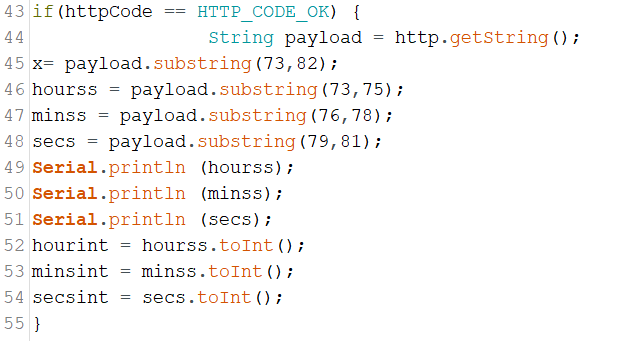 43 if(httpCode == HTTP_CODE_OK) {
44                 String payload = http.getString();
45 x= payload.substring(73,82);
46 hourss = payload.substring(73,75);
47 minss = payload.substring(76,78);
48 secs = payload.substring(79,81);
49 Serial.println (hourss);
50 Serial.println (minss);
51 Serial.println (secs);
52 hourint = hourss.toInt();
53 minsint = minss.toInt();
54 secsint = secs.toInt();
55 }